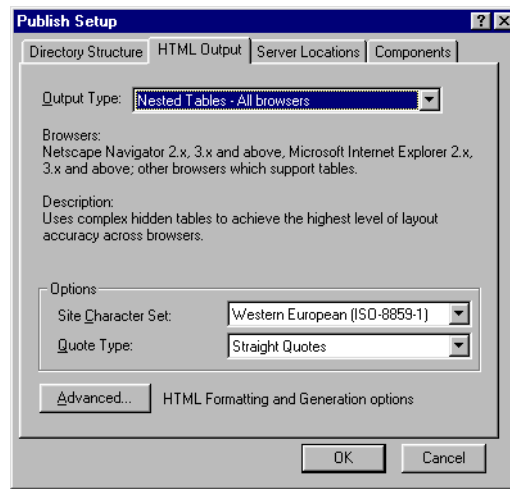 Publish Setup
Directory Structure
HTML Output
Server Locations
Components
Output Type:
Nested Tables - All browsers
Browsers:
Netscape Navigator 2.x, 3.x and above, Microsoft Internet Explorer 2.x,
3.x and above; other browsers which support tables.
Description:
Uses complex hidden tables to achieve the highest level of layout
accuracy across browsers.
Options
Site Character Set:
Western European (ISO-8859-1)
Quote Type:
Straight Quotes
Advanced...
HTML Formatting and Generation options
OK
Cancel